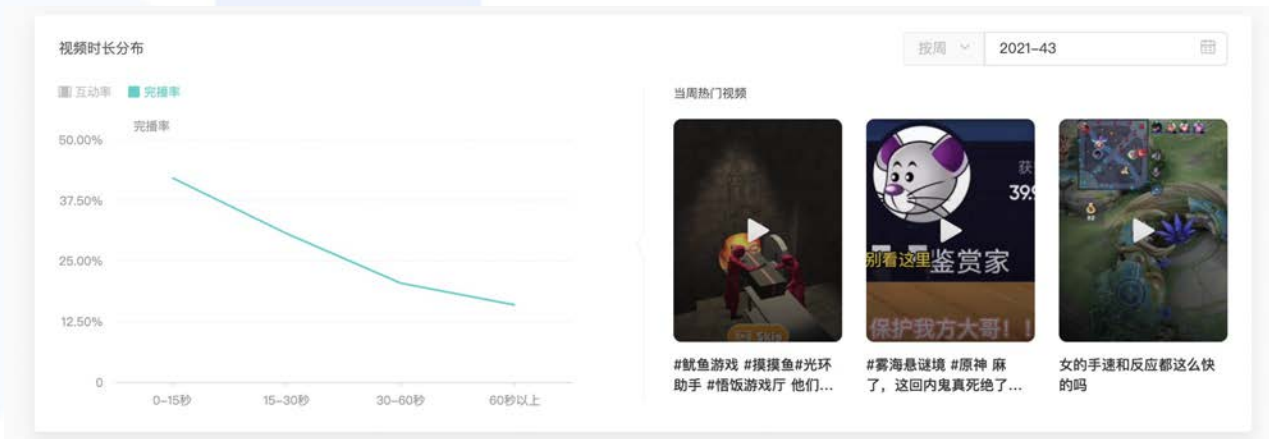 视频时长分布
按周
2021-43
互动率
完播率
当周热门视频
完播率
50.00%
37.50%
25.00%
12.50%
0
0-15秒
15-30秒
30-60秒
60秒以上
Skip
#鱿鱼游戏 #摸摸鱼#光环
助手 #悟饭游戏厅 他们...
获
39.9
别看这里
鉴赏家
保护我方大哥！！
#雾海悬谜境 #原神 麻
了，这回内鬼真死绝了...
女的手速和反应都这么快
的吗